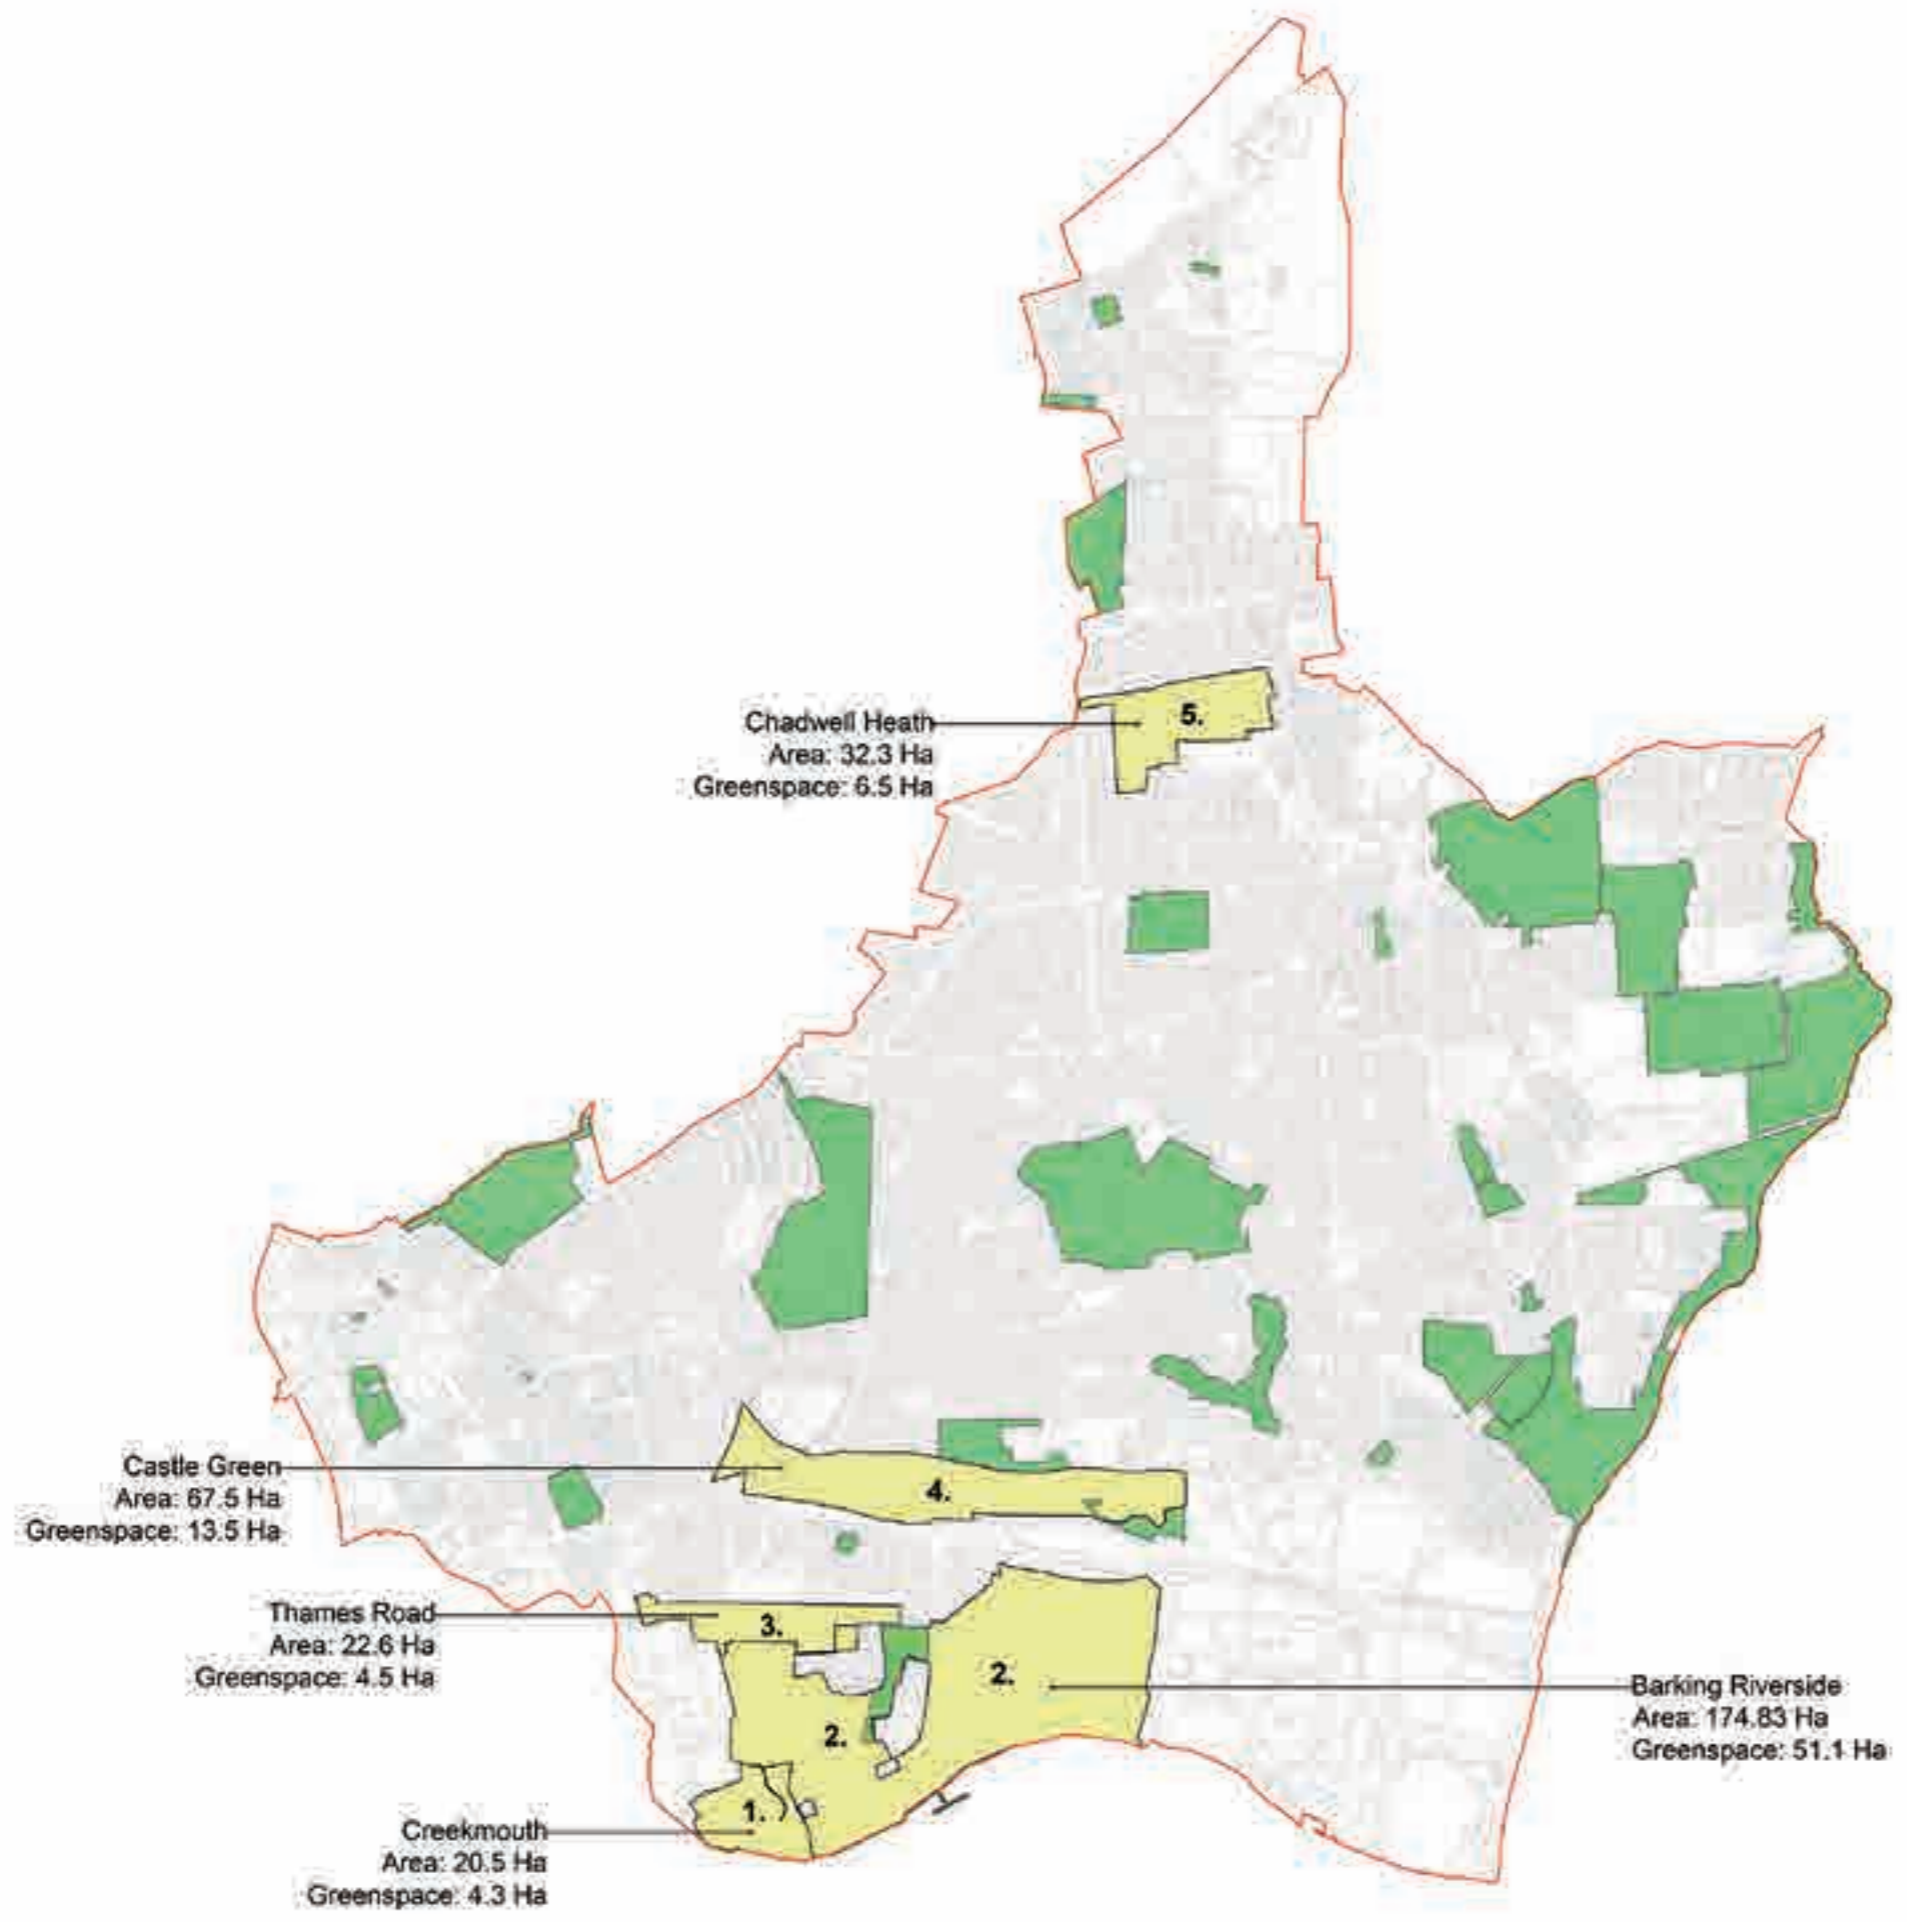 Chadwell Heath
Area: 32.3 Ha
Greenspace: 6.5 Ha
5.
Castle Green
Area: 67.5 Ha
Greenspace: 13.5 Ha
4.
Thames Road
Area: 22.6 Ha
Greenspace: 4.5 Ha
3.
2.
2.
Barking Riverside
Area: 174.83 Ha
Greenspace: 51.1 Ha
1.
Creekmouth
Area: 20.5 Ha
Greenspace: 4.3 Ha